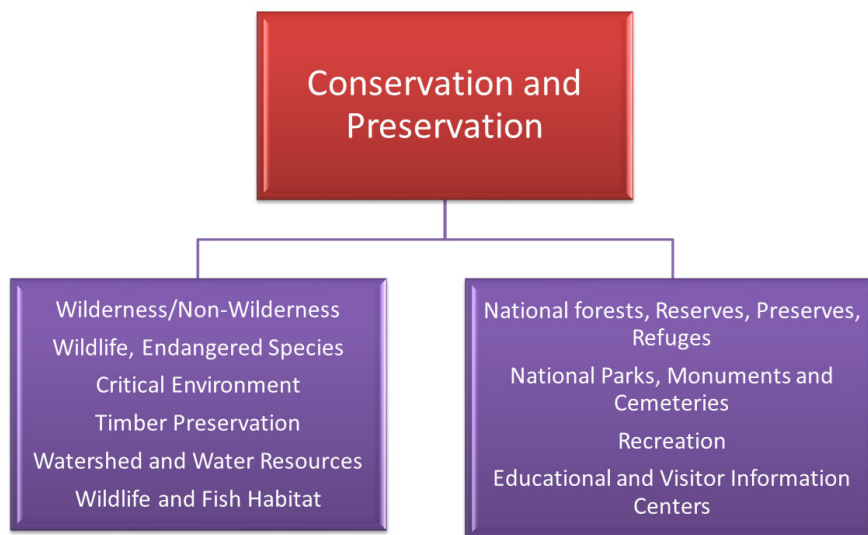 Conservation and
Preservation
Wilderness/Non-Wilderness
Wildlife, Endangered Species
Critical Environment
Timber Preservation
Watershed and Water Resources
Wildlife and Fish Habitat
National forests, Reserves, Preserves,
Refuges
National Parks, Monuments and
Cemeteries
Recreation
Educational and Visitor Information
Centers